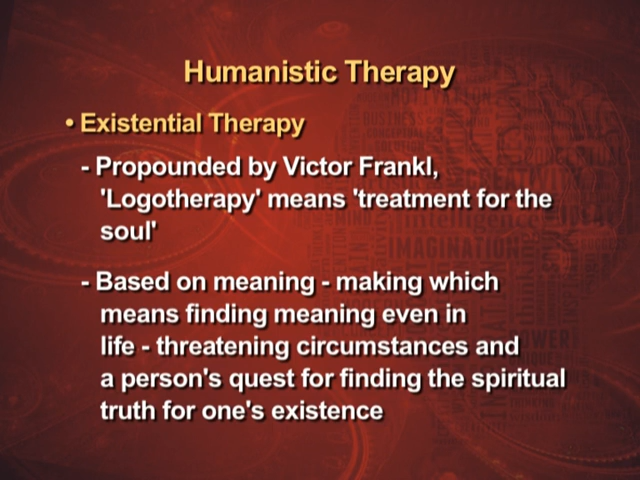 Humanistic Therapy
• Existential Therapy
- Propounded by Victor Frankl,
'Logotherapy' means 'treatment for the
soul'
- Based on meaning - making which
means finding meaning even in
life - threatening circumstances and
a person's quest for finding the spiritual
truth for one's existence
IMAGINATION